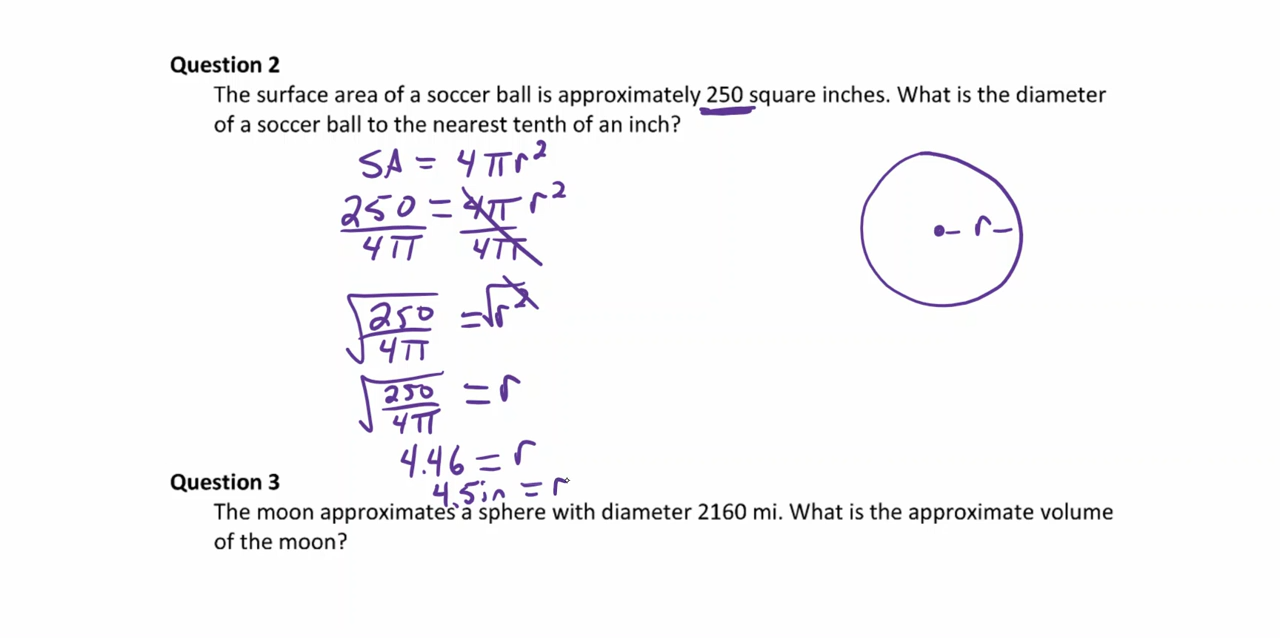 Question 2
The surface area of a soccer ball is approximately 250 square inches. What is the diameter
of a soccer ball to the nearest tenth of an inch?
SA = 4πr²
250/4π = 4π/4π r²
√(250/4π) = √r²
r
√(250/4π) = r
4.46 = r
4.5in = r
Question 3
The moon approximates a sphere with diameter 2160 mi. What is the approximate volume
of the moon?